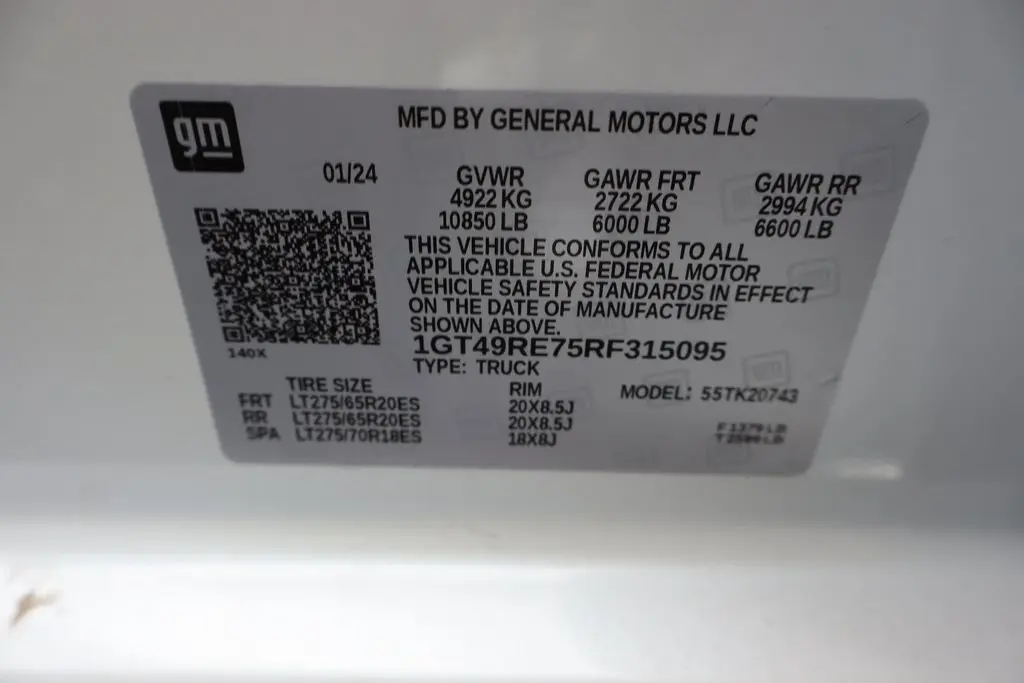 gm
MFD BY GENERAL MOTORS LLC
01/24
GVWR GAWR FRT GAWR RR
4922 KG 2722 KG 2994 KG
10850 LB 6000 LB 6600 LB
THIS VEHICLE CONFORMS TO ALL
APPLICABLE U.S. FEDERAL MOTOR
VEHICLE SAFETY STANDARDS IN EFFECT
ON THE DATE OF MANUFACTURE
SHOWN ABOVE.
140X
1GT49RE75RF315095
TYPE: TRUCK
TIRE SIZE RIM MODEL: 55TK20743
FRT LT275/65R20ES 20X8.5J
RR LT275/65R20ES 20X8.5J
SPA LT275/70R18ES 18X8J